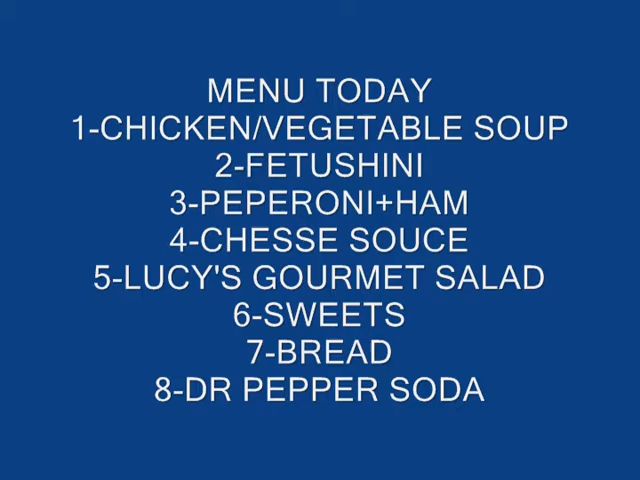 MENU TODAY
1-CHICKEN/VEGETABLE SOUP
2-FETUSHINI
3-PEPERONI+HAM
4-CHESSE SOUCE
5-LUCY'S GOURMET SALAD
6-SWEETS
7-BREAD
8-DR PEPPER SODA